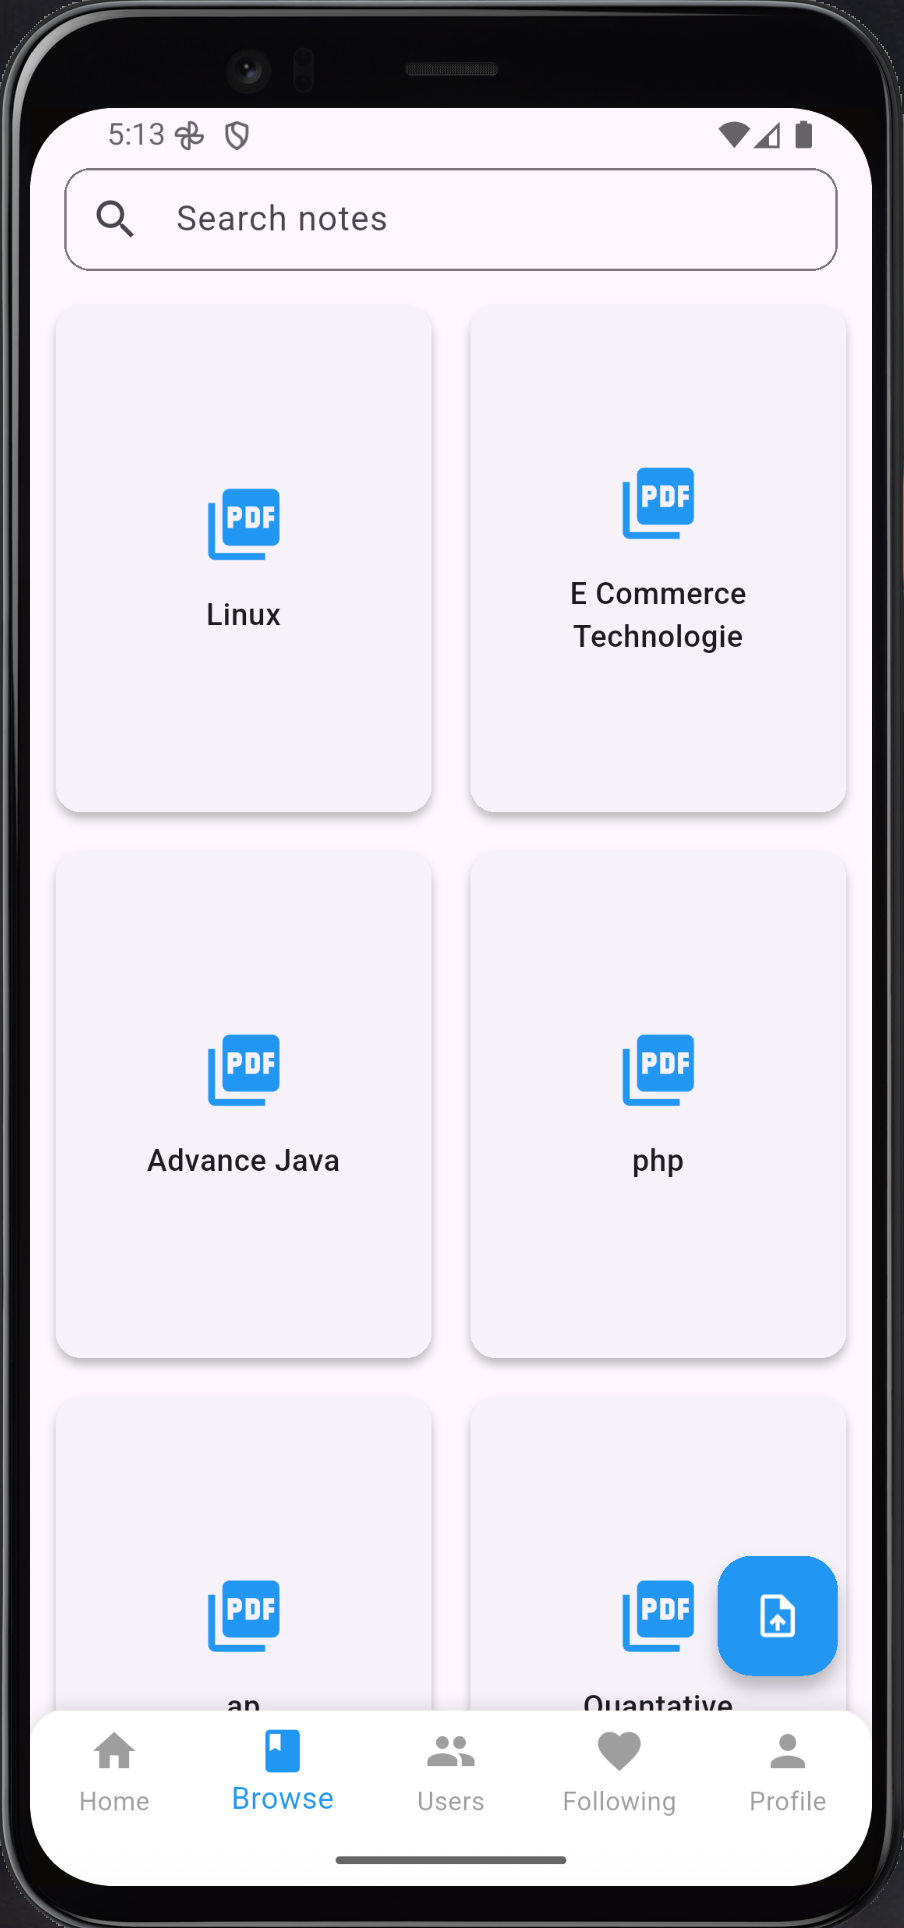 5:13
Search notes
PDF
Linux
PDF
E Commerce
Technologie
PDF
Advance Java
PDF
php
PDF
ap
PDF
Quantative
Home
Browse
Users
Following
Profile